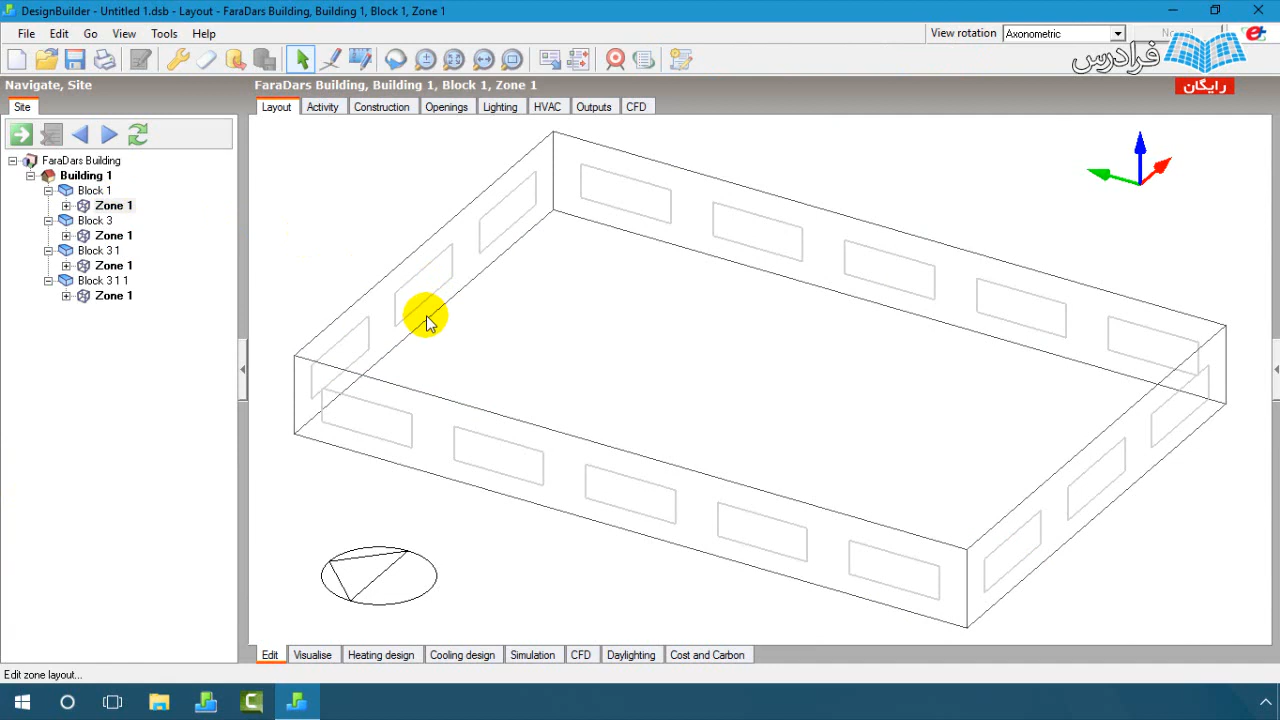 DesignBuilder - Untitled 1.dsb - Layout - FaraDars Building, Building 1, Block 1, Zone 1
File Edit Go View Tools Help
View rotation Axonometric Normal
فرادرس
رایگان
Navigate, Site
FaraDars Building, Building 1, Block 1, Zone 1
Site
Layout Activity Construction Openings Lighting HVAC Outputs CFD
FaraDars Building
Building 1
Block 1
Zone 1
Block 3
Zone 1
Block 3 1
Zone 1
Block 3 1 1
Zone 1
Edit Visualise Heating design Cooling design Simulation CFD Daylighting Cost and Carbon
Edit zone layout...